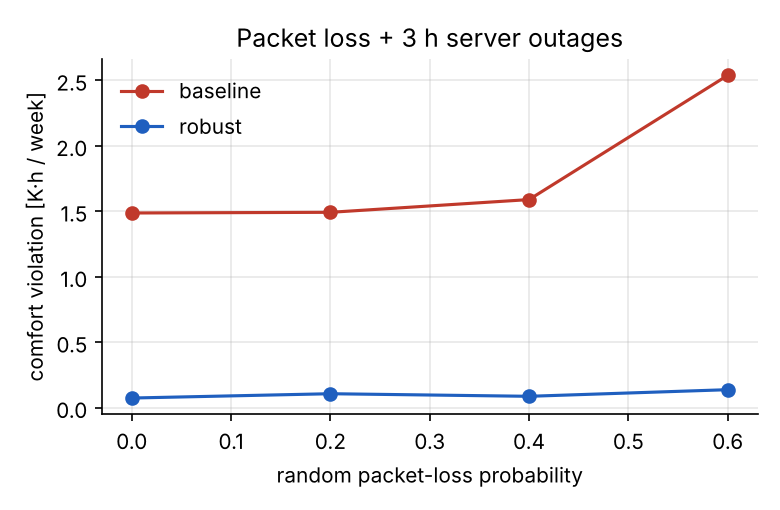 Packet loss + 3 h server outages
baseline
robust
comfort violation [K·h / week]
2.5
2.0
1.5
1.0
0.5
0.0
0.0 0.1 0.2 0.3 0.4 0.5 0.6
random packet-loss probability